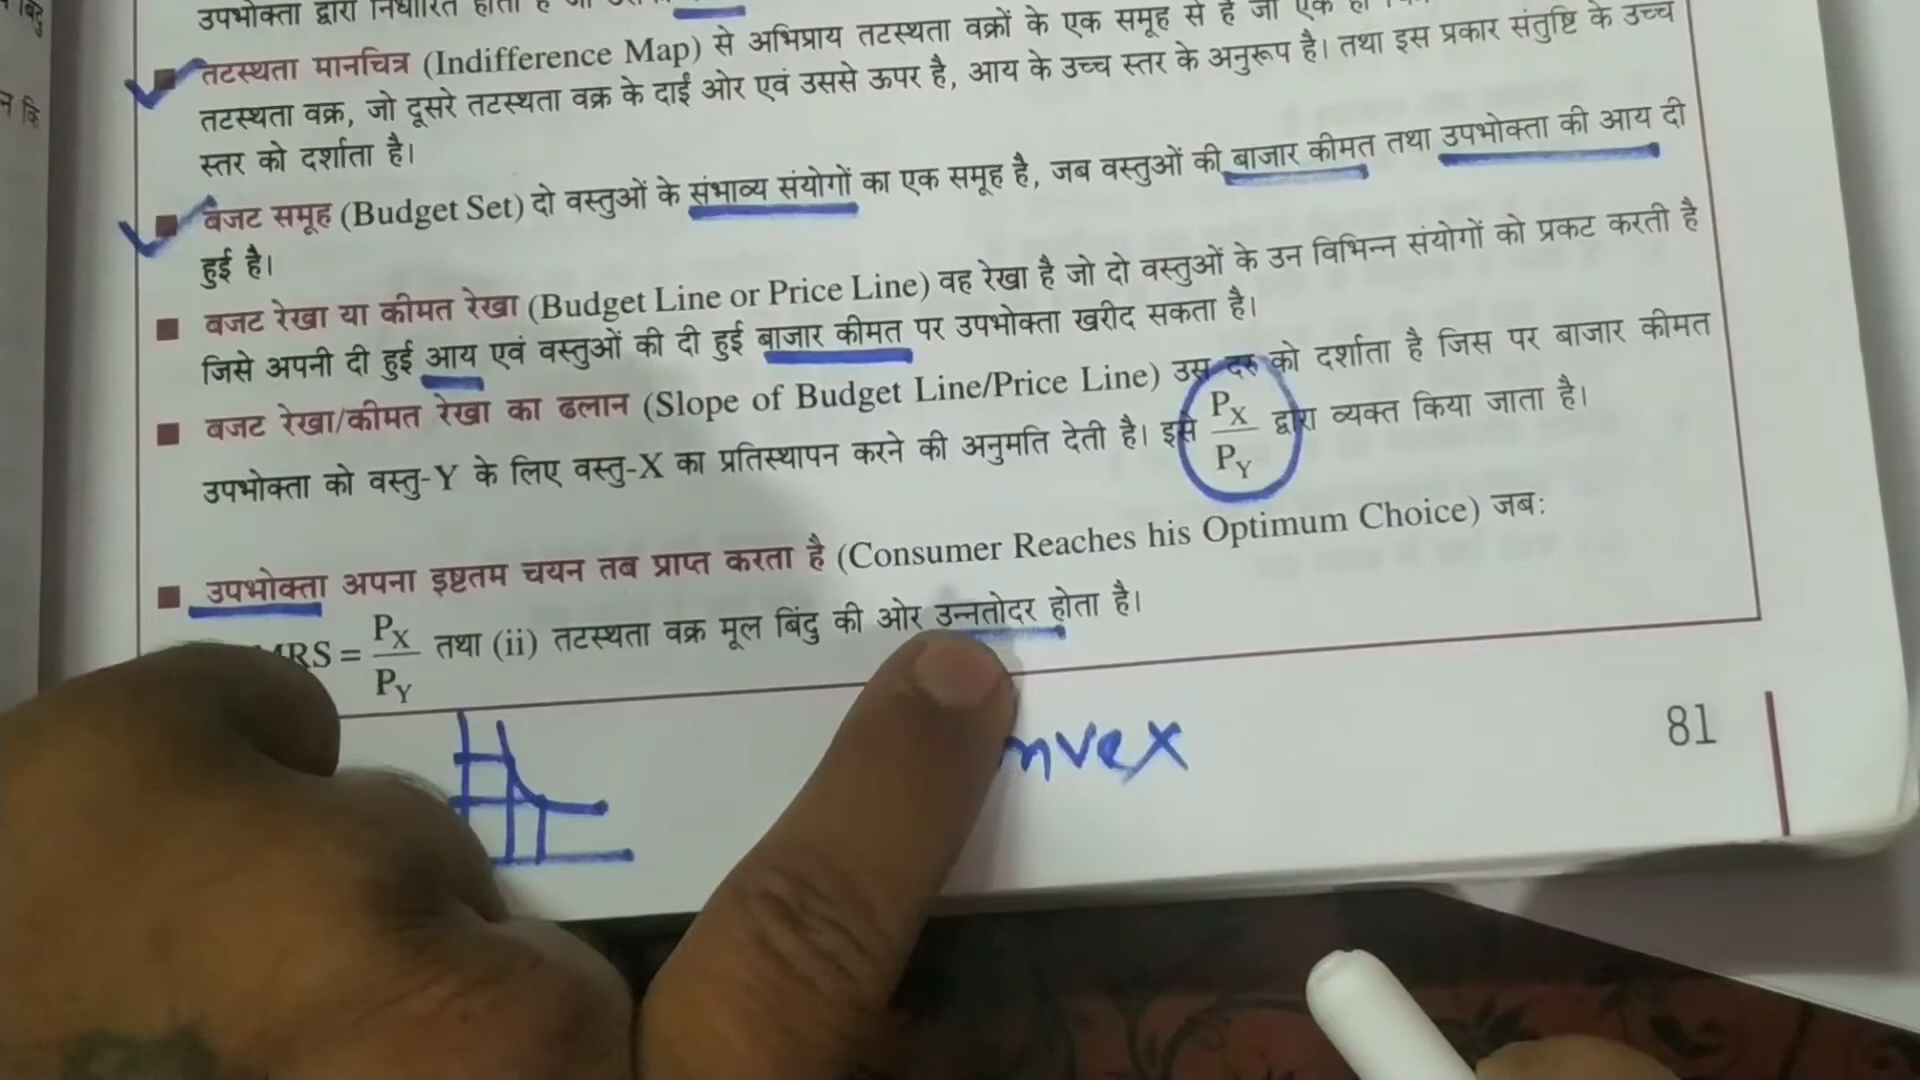 उपभोक्ता द्वारा निर्धारित होता है जो
तटस्थता मानचित्र (Indifference Map) से अभिप्राय तटस्थता वक्रों के एक समूह से है जो एक ही
तटस्थता वक्र, जो दूसरे तटस्थता वक्र के दाईं ओर एवं उससे ऊपर है, आय के उच्च स्तर के अनुरूप है। तथा इस प्रकार संतुष्टि के उच्च
स्तर को दर्शाता है।
बजट समूह (Budget Set) दो वस्तुओं के संभाव्य संयोगों का एक समूह है, जब वस्तुओं की बाजार कीमत तथा उपभोक्ता की आय दी
हुई है।
बजट रेखा या कीमत रेखा (Budget Line or Price Line) वह रेखा है जो दो वस्तुओं के उन विभिन्न संयोगों को प्रकट करती है
जिसे अपनी दी हुई आय एवं वस्तुओं की दी हुई बाजार कीमत पर उपभोक्ता खरीद सकता है।
बजट रेखा/कीमत रेखा का ढलान (Slope of Budget Line/Price Line) उस दर को दर्शाता है जिस पर बाजार कीमत
उपभोक्ता को वस्तु-Y के लिए वस्तु-X का प्रतिस्थापन करने की अनुमति देती है। इसे PX/PY द्वारा व्यक्त किया जाता है।
उपभोक्ता अपना इष्टतम चयन तब प्राप्त करता है (Consumer Reaches his Optimum Choice) जब:
MRS = PX/PY तथा (ii) तटस्थता वक्र मूल बिंदु की ओर उन्नतोदर होता है।
nvex
81